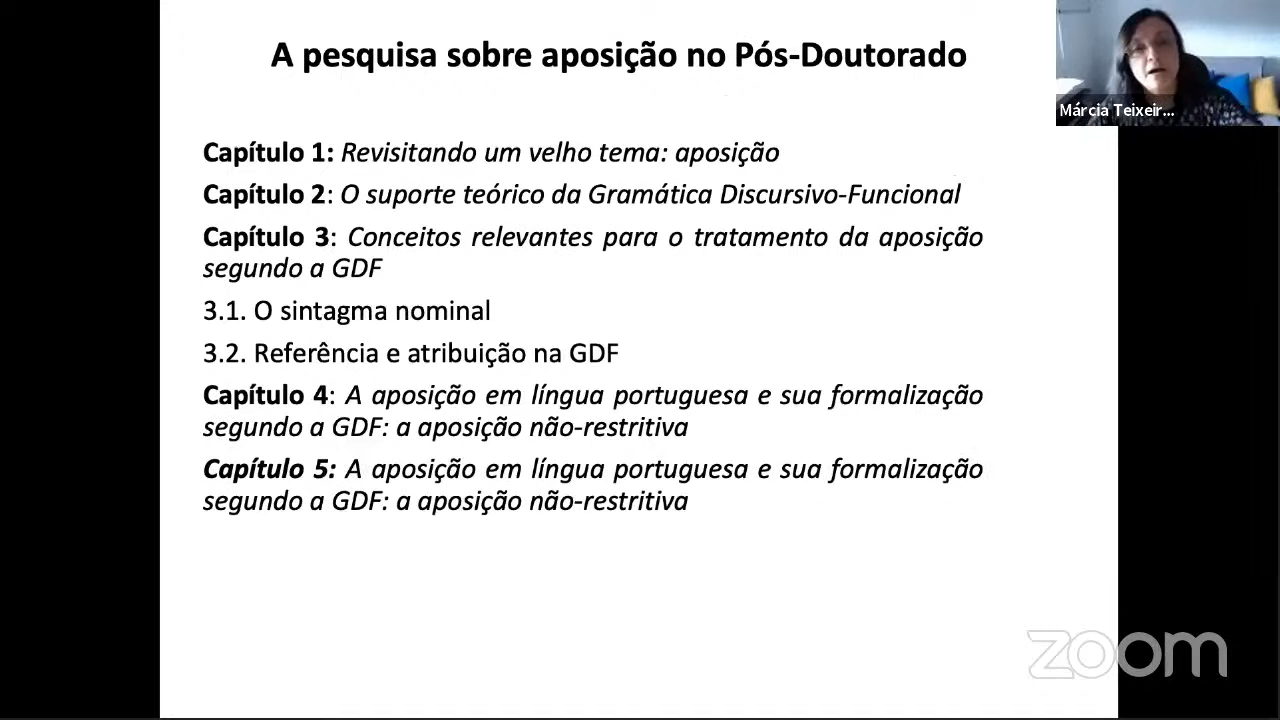 A pesquisa sobre aposição no Pós-Doutorado
Márcia Teixeir...
Capítulo 1: Revisitando um velho tema: aposição
Capítulo 2: O suporte teórico da Gramática Discursivo-Funcional
Capítulo 3: Conceitos relevantes para o tratamento da aposição
segundo a GDF
3.1. O sintagma nominal
3.2. Referência e atribuição na GDF
Capítulo 4: A aposição em língua portuguesa e sua formalização
segundo a GDF: a aposição não-restritiva
Capítulo 5: A aposição em língua portuguesa e sua formalização
segundo a GDF: a aposição não-restritiva
zoom